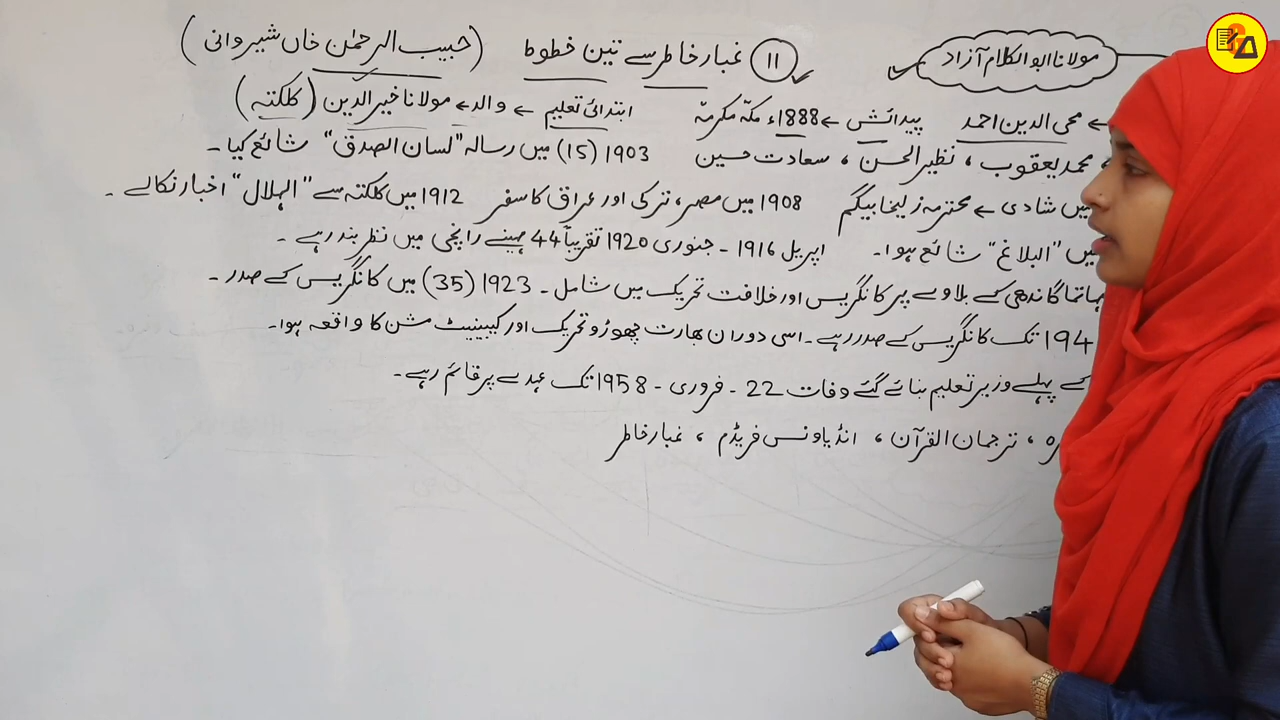 مولانا ابوالکلام آزاد ۱۱ غبار خاطر سے تین خطوط (حبیب الرحمٰن خاں شیروانی)
محی الدین احمد پیدائش ← 1888ء مکہّ مکرمہّ ابتدائی تعلیم ← والد ← مولانا خیر الدین (کلکتہ)
محمد یعقوب ، نظیر الحسن ، سعادت حسین 1903 (15) میں رسالہ "لسان الصدق" شائع کیا۔
میں شادی ← محترمہ زلیخا بیگم 1908 میں مصر، ترکی اور عراق کا سفر 1912 میں کلکتہ سے "الہلال" اخبار نکالے ۔
میں "البلاغ" شائع ہوا۔ اپریل 1916 ۔ جنوری 1920 تقریباً 44 مہینے رانچی میں نظر بند رہے ۔
گاندھی کے بلاوے پر کانگریس اور خلافت تحریک میں شامل۔ 1923 (35) میں کانگریس کے صدر ۔
194 تک کانگریس کے صدر رہے ۔ اسی دوران بھارت چھوڑو تحریک اور کیبینیٹ مشن کا واقعہ ہوا۔
کے پہلے وزیر تعلیم بنائے گئے وفات 22 ۔ فروری ۔ 1958 تک عہدے پر قائم رہے۔
، ترجمان القرآن ، انڈیا ونس فریڈم ، غبار خاطر